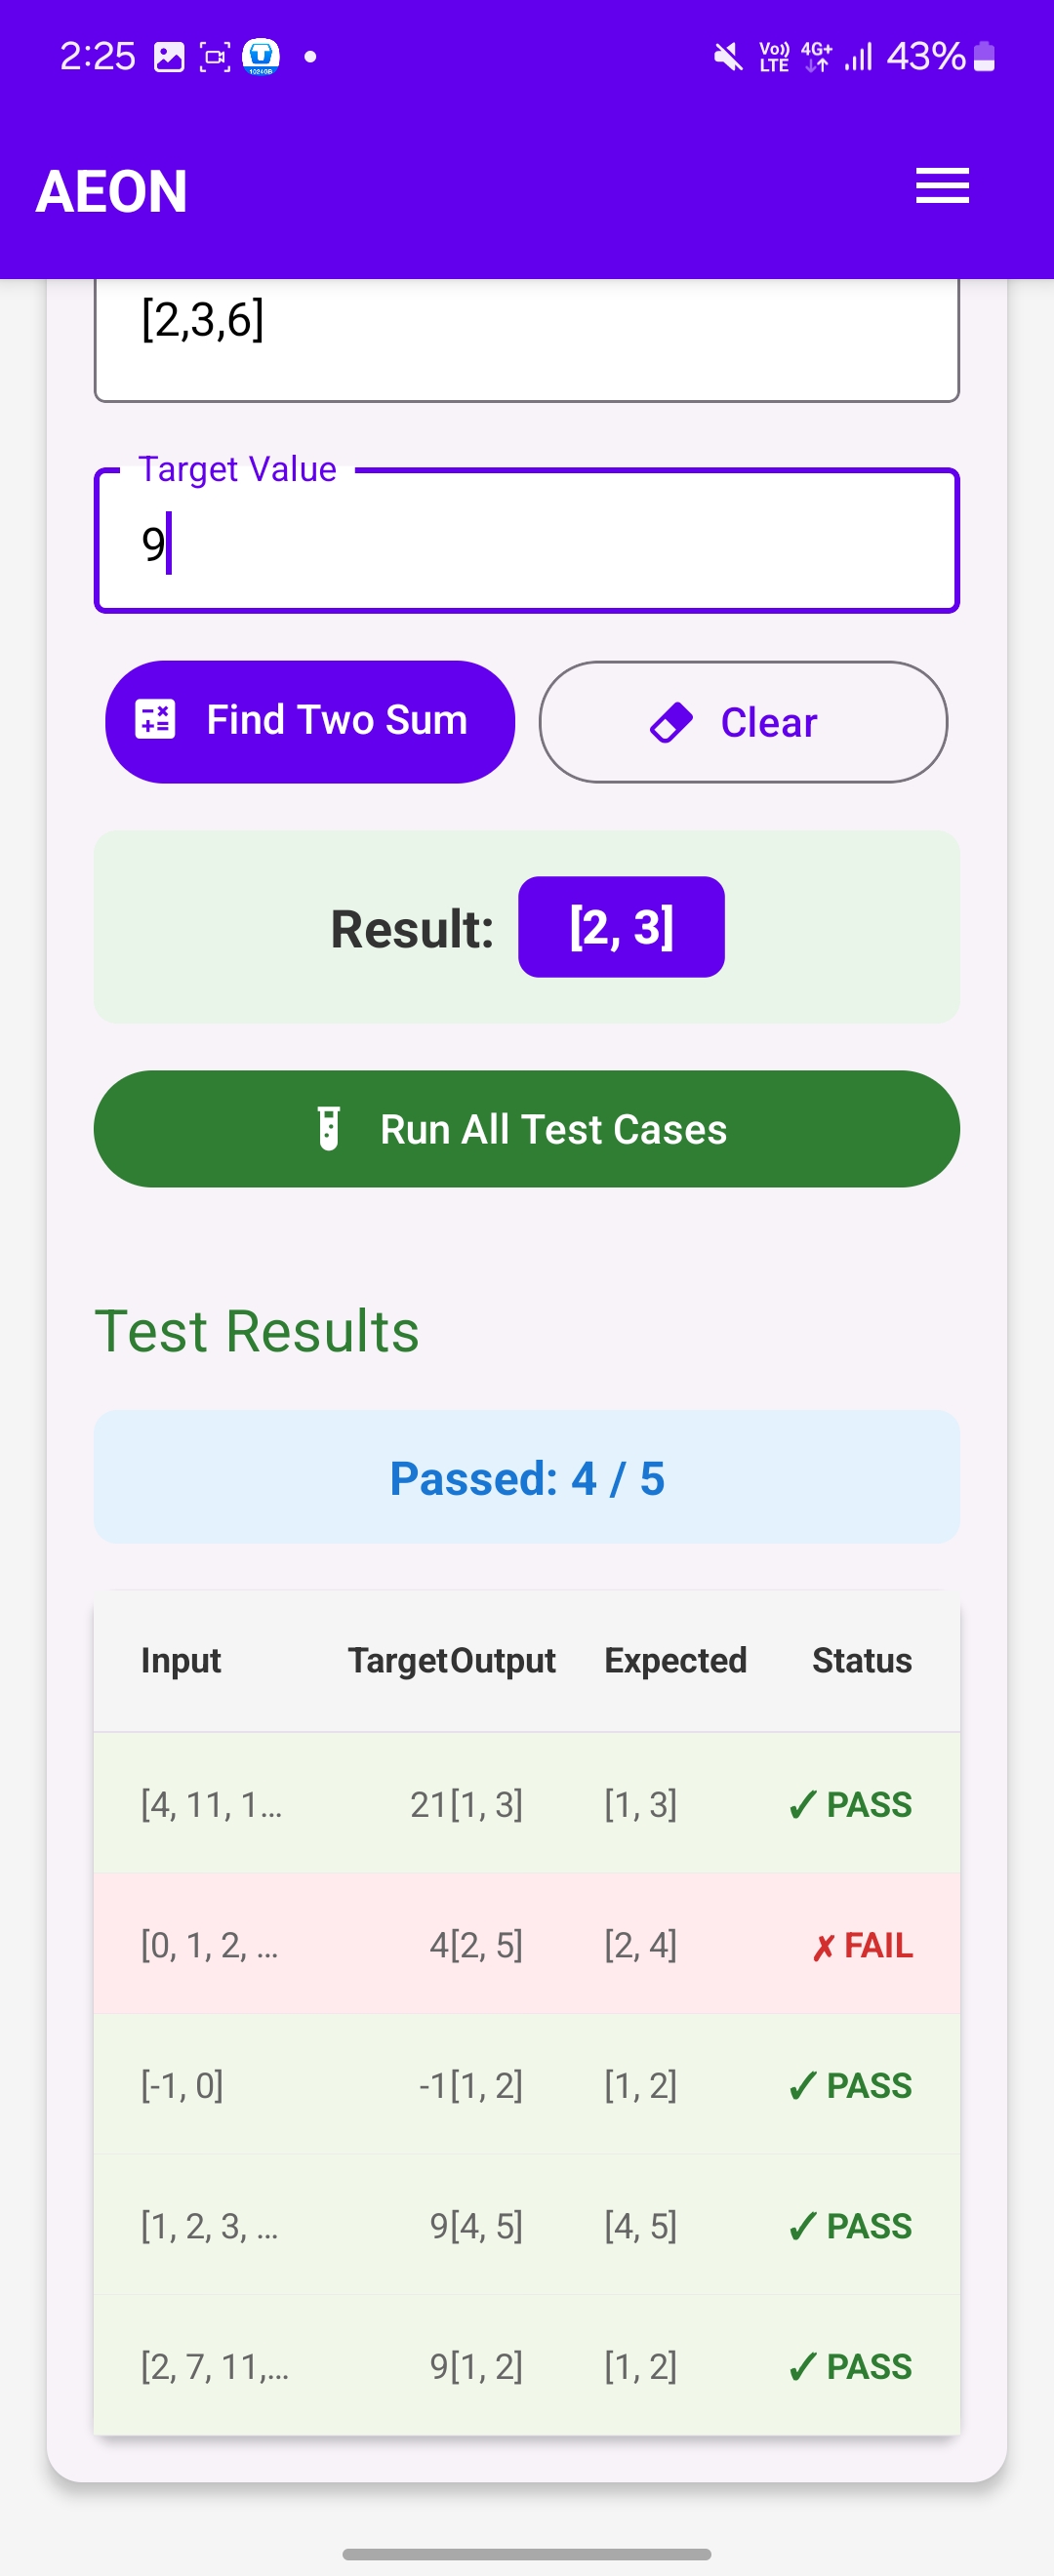 2:25 Vo)) LTE 4G+ 43%
AEON
[2,3,6]
Target Value
9
Find Two Sum Clear
Result: [2, 3]
Run All Test Cases
Test Results
Passed: 4 / 5
Input Target Output Expected Status
[4, 11, 1... 21 [1, 3] [1, 3] ✓ PASS
[0, 1, 2, ... 4 [2, 5] [2, 4] ✗ FAIL
[-1, 0] -1 [1, 2] [1, 2] ✓ PASS
[1, 2, 3, ... 9 [4, 5] [4, 5] ✓ PASS
[2, 7, 11,... 9 [1, 2] [1, 2] ✓ PASS